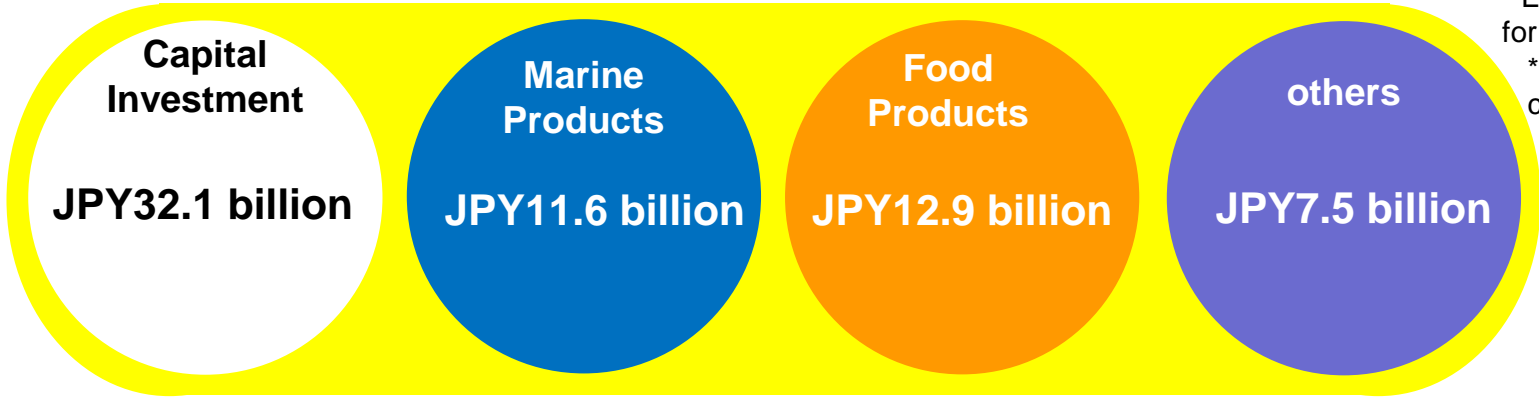 Capital
Investment
JPY32.1 billion
Marine
Products
JPY11.6 billion
Food
Products
JPY12.9 billion
others
JPY7.5 billion
for
*